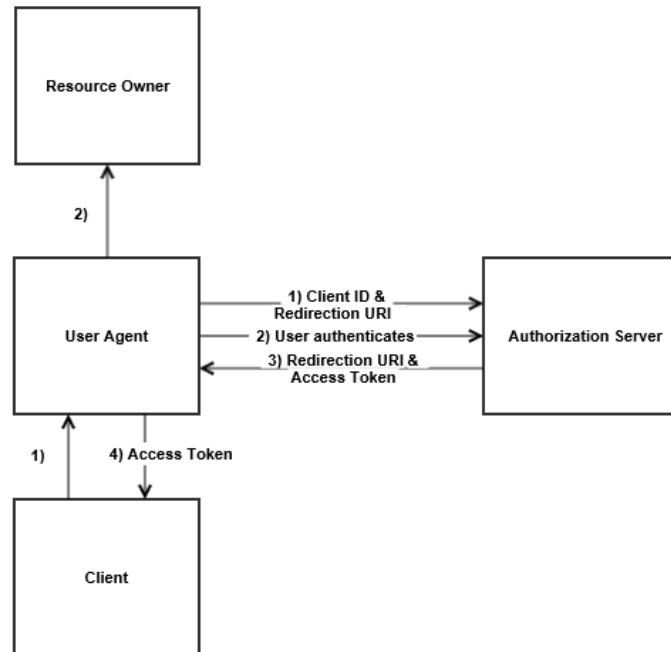 Resource Owner
2)
1) Client ID &
Redirection URI
User Agent
2) User authenticates
Authorization Server
3) Redirection URI &
Access Token
1)
4) Access Token
Client